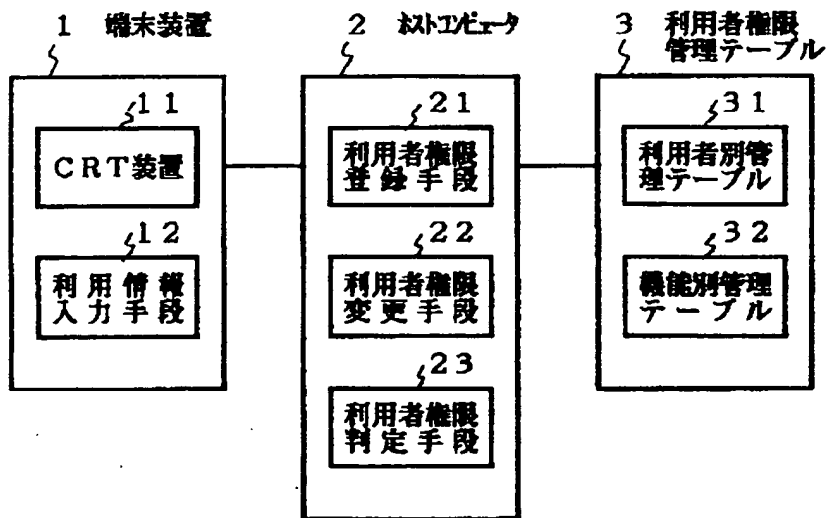 １ 端末装置
２ ホストコンピュータ
３ 利用者権限
管理テーブル
１１
ＣＲＴ装置
１２
利用情報
入力手段
２１
利用者権限
登録手段
２２
利用者権限
変更手段
２３
利用者権限
判定手段
３１
利用者別管
理テーブル
３２
機能別管理
テーブル